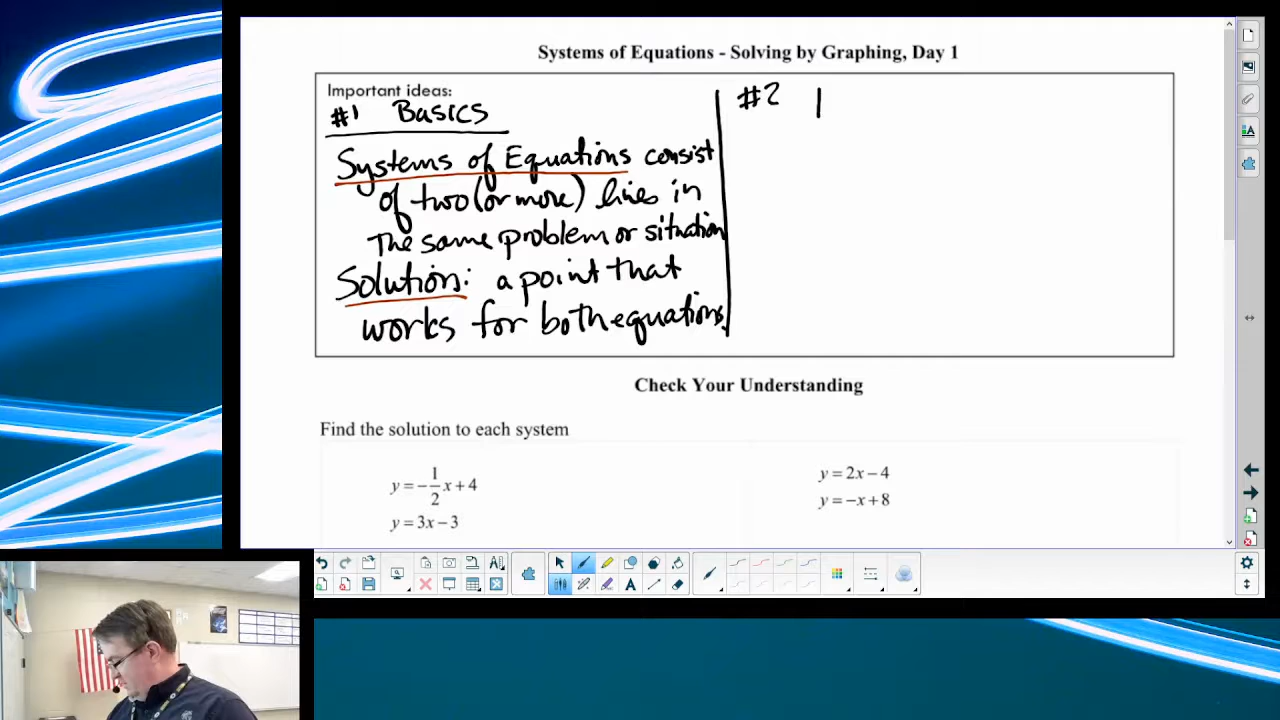 Systems of Equations - Solving by Graphing, Day 1
Important ideas:
#1 Basics
Systems of Equations consist
of two (or more) lines in
the same problem or situation
Solution: a point that
works for both equations.
#2
Check Your Understanding
Find the solution to each system
y = -1/2 x + 4
y = 3x - 3
y = 2x - 4
y = -x + 8